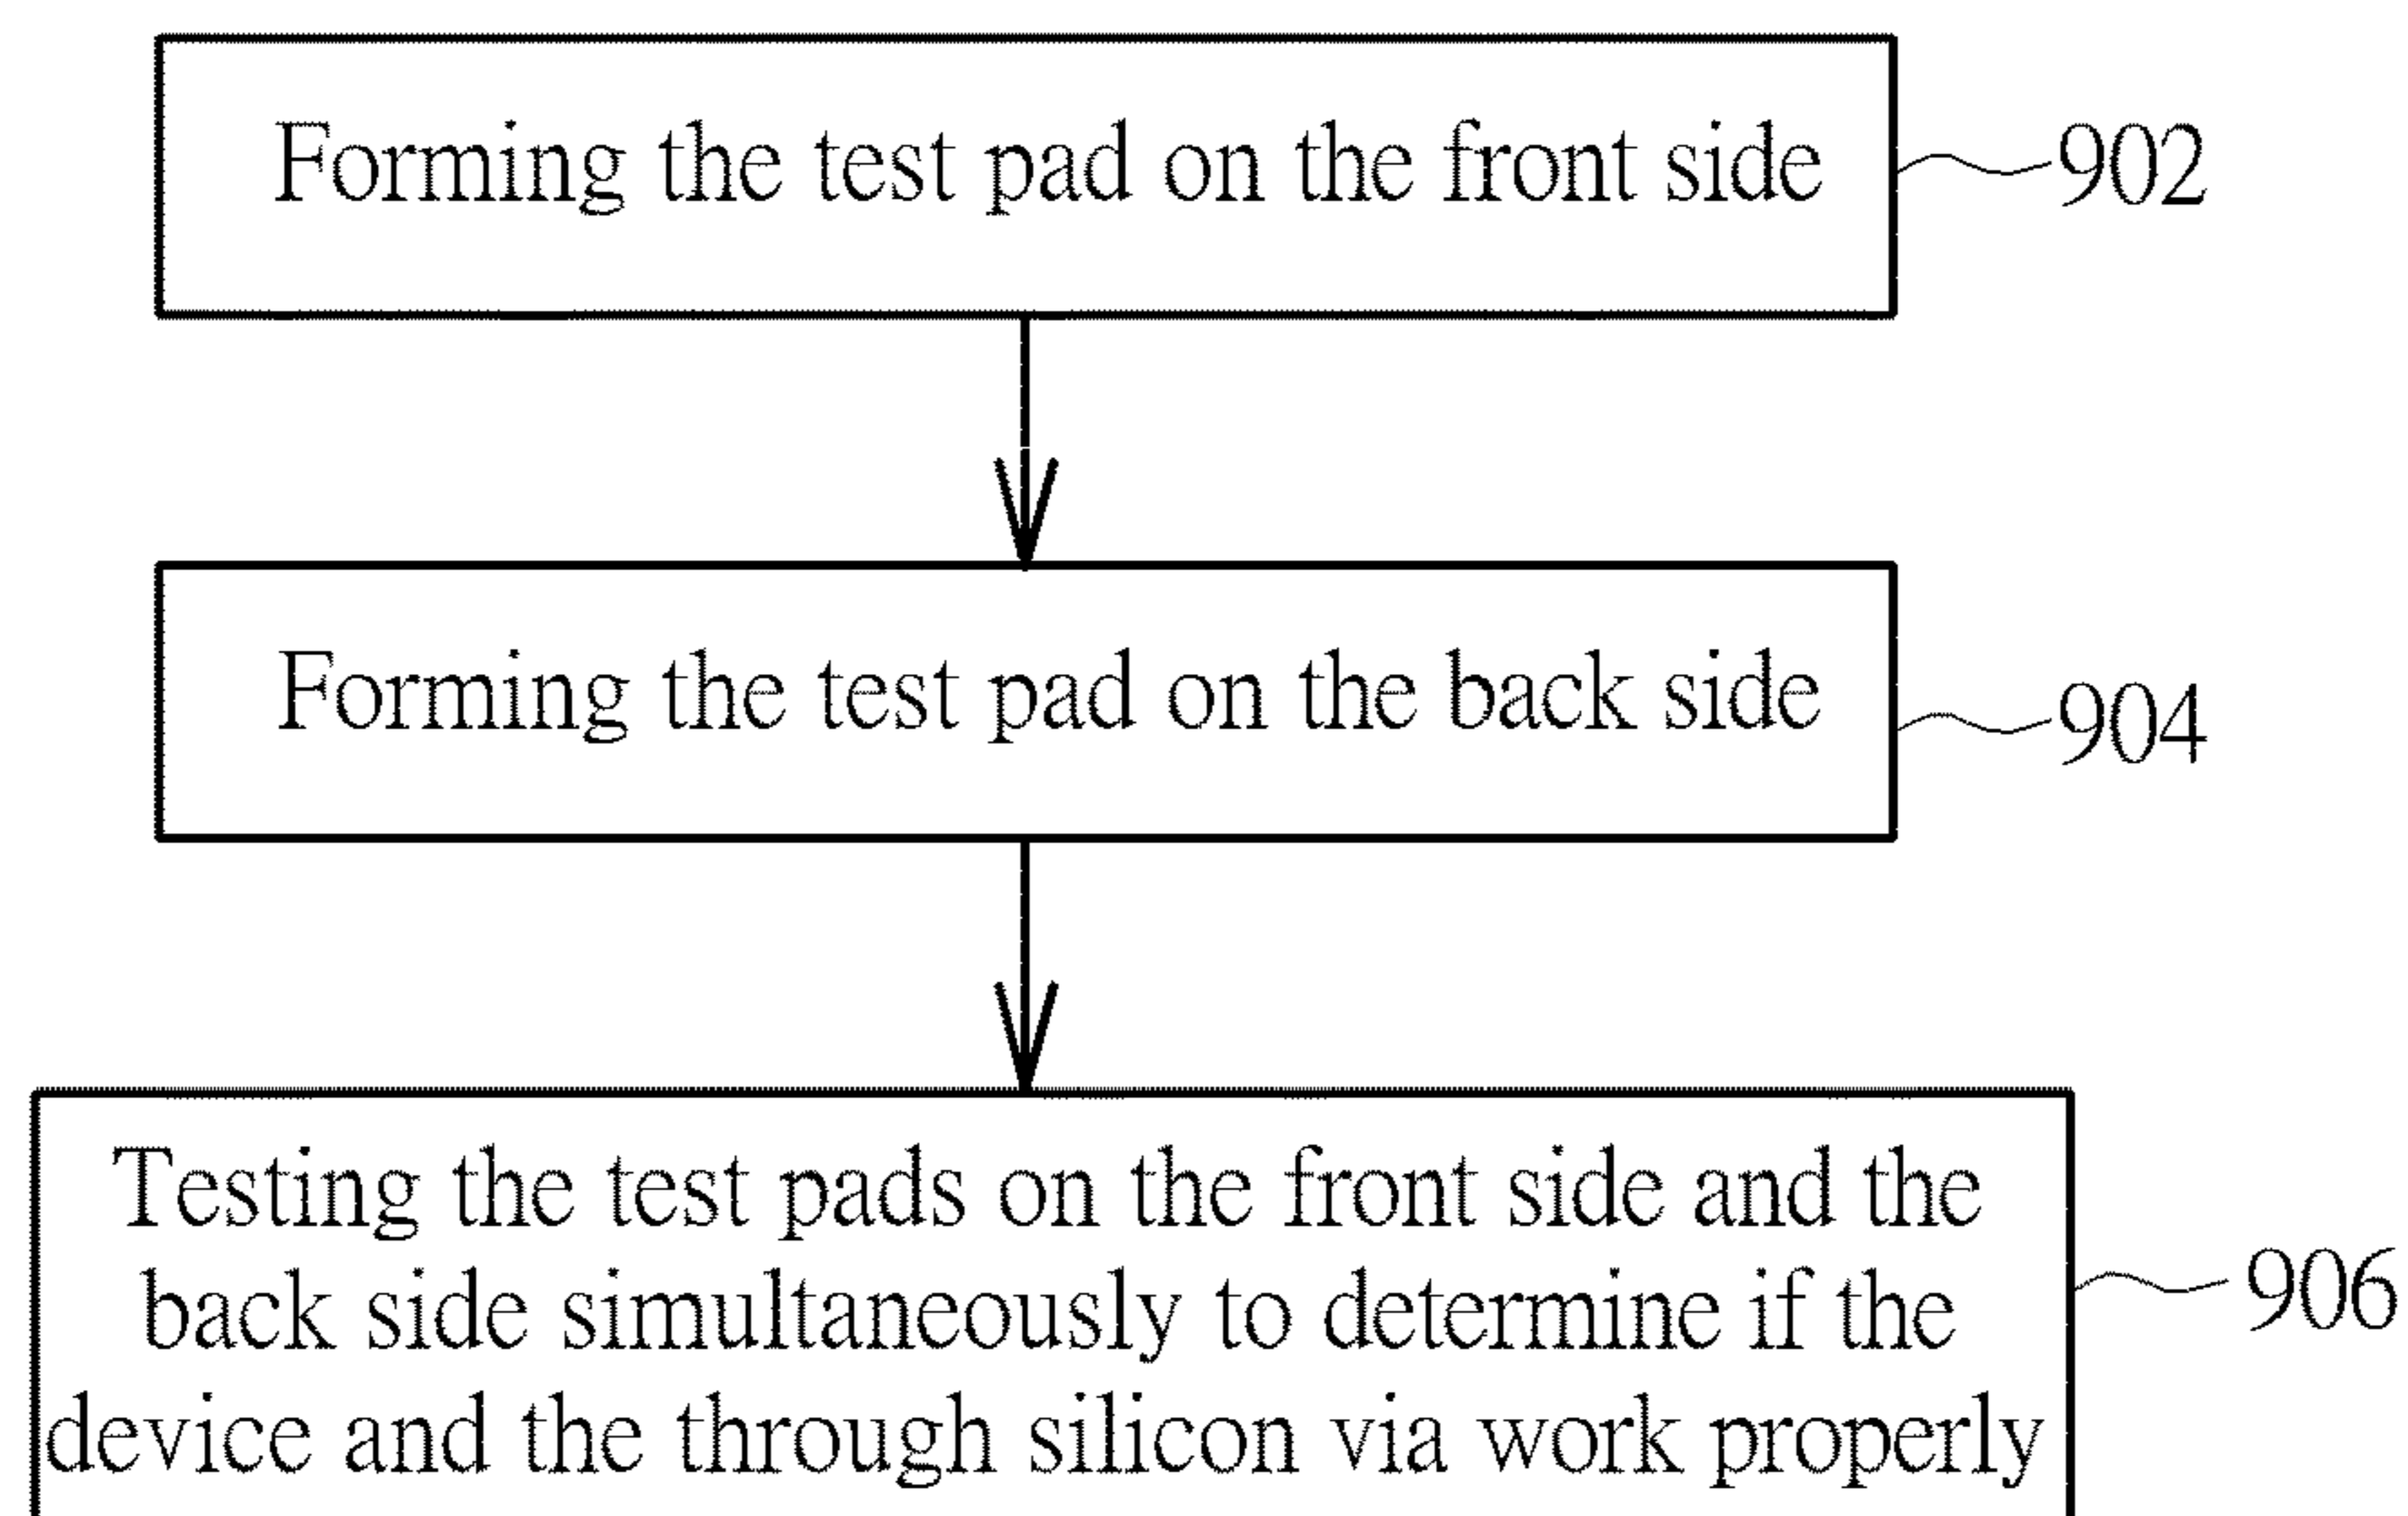 Forming the test pad on the front side
902
Forming the test pad on the back side
904
Testing the test pads on the front side and the
back side simultaneously to determine if the
device and the through silicon via work properly
906